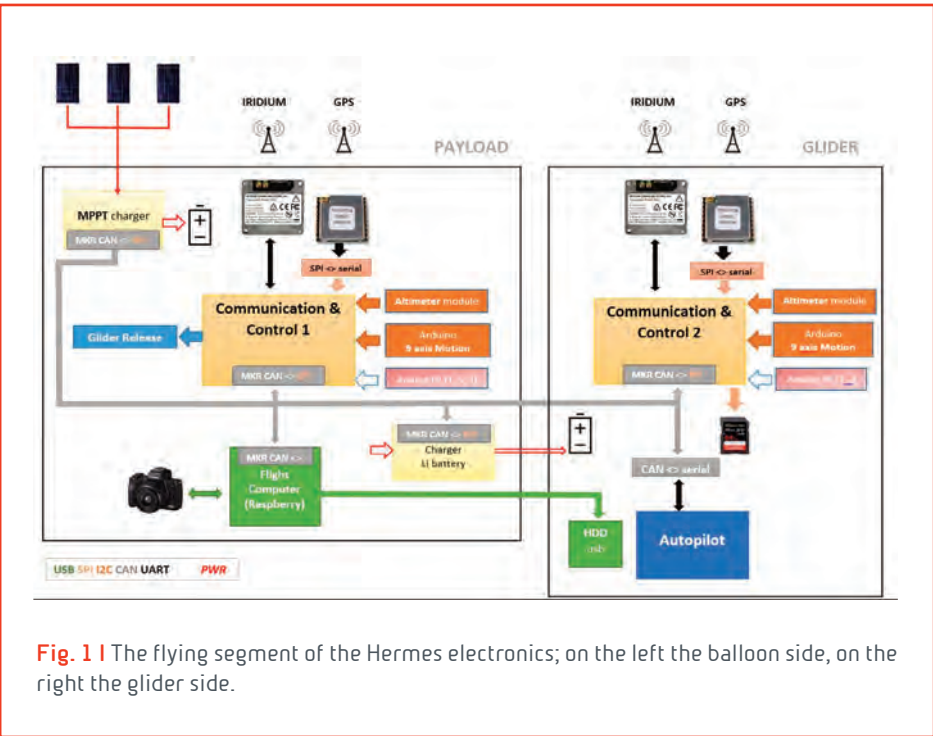 IRIDIUM GPS
PAYLOAD
IRIDIUM GPS
GLIDER
MPPT charger
MKR CAN <> SPI
SPI <> serial
Communication &
Control 1
MKR CAN <> SPI
Altimeter module
Arduino
9 axis Motion
Glider Release
MKR CAN <> SPI
Charger
Li battery
MKR CAN <>
Flight
Computer
(Raspberry)
SPI <> serial
Communication &
Control 2
MKR CAN <> SPI
Altimeter module
Arduino
9 axis Motion
CAN <> serial
HDD
usb
Autopilot
USB SPI I2C CAN UART PWR
Fig. 1 | The flying segment of the Hermes electronics; on the left the balloon side, on the
right the glider side.